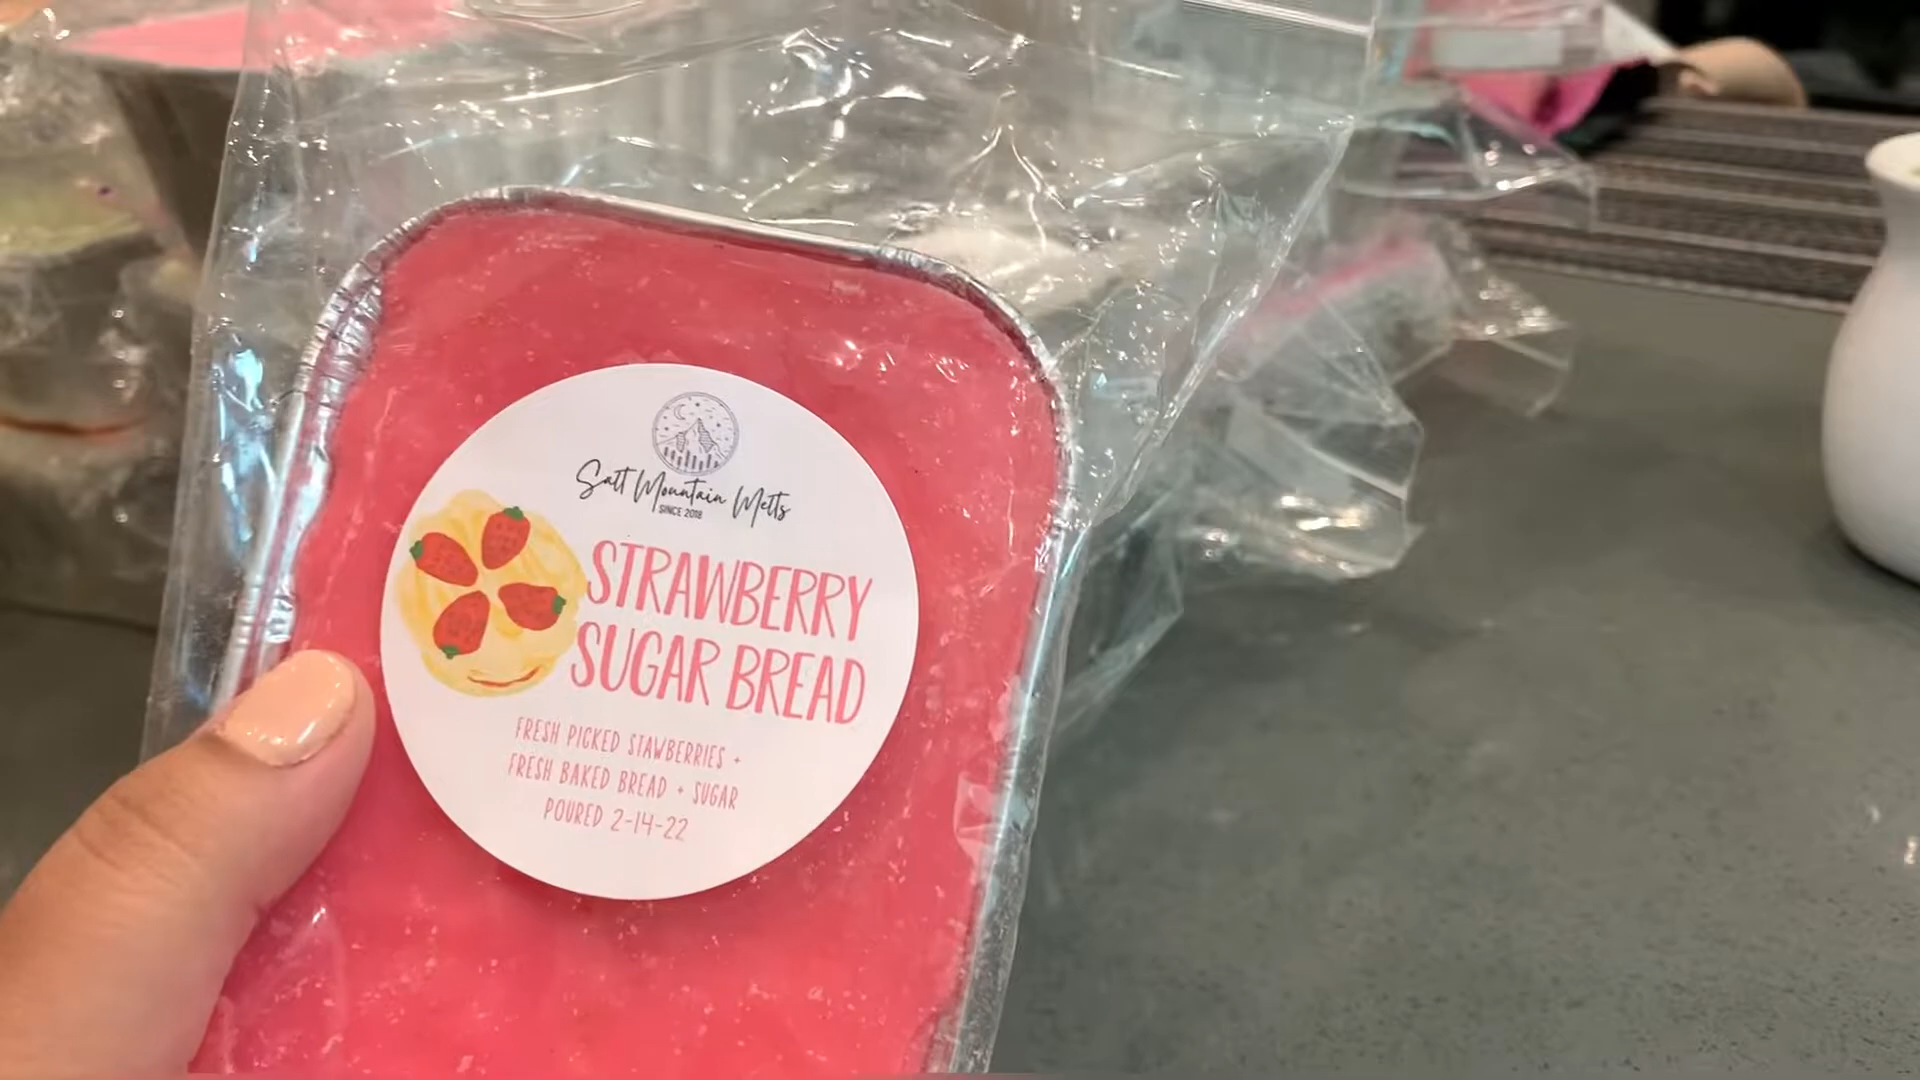 Salt Mountain Melts
SINCE 2018
STRAWBERRY
SUGAR BREAD
FRESH PICKED STAWBERRIES +
FRESH BAKED BREAD + SUGAR
POURED 2-14-22